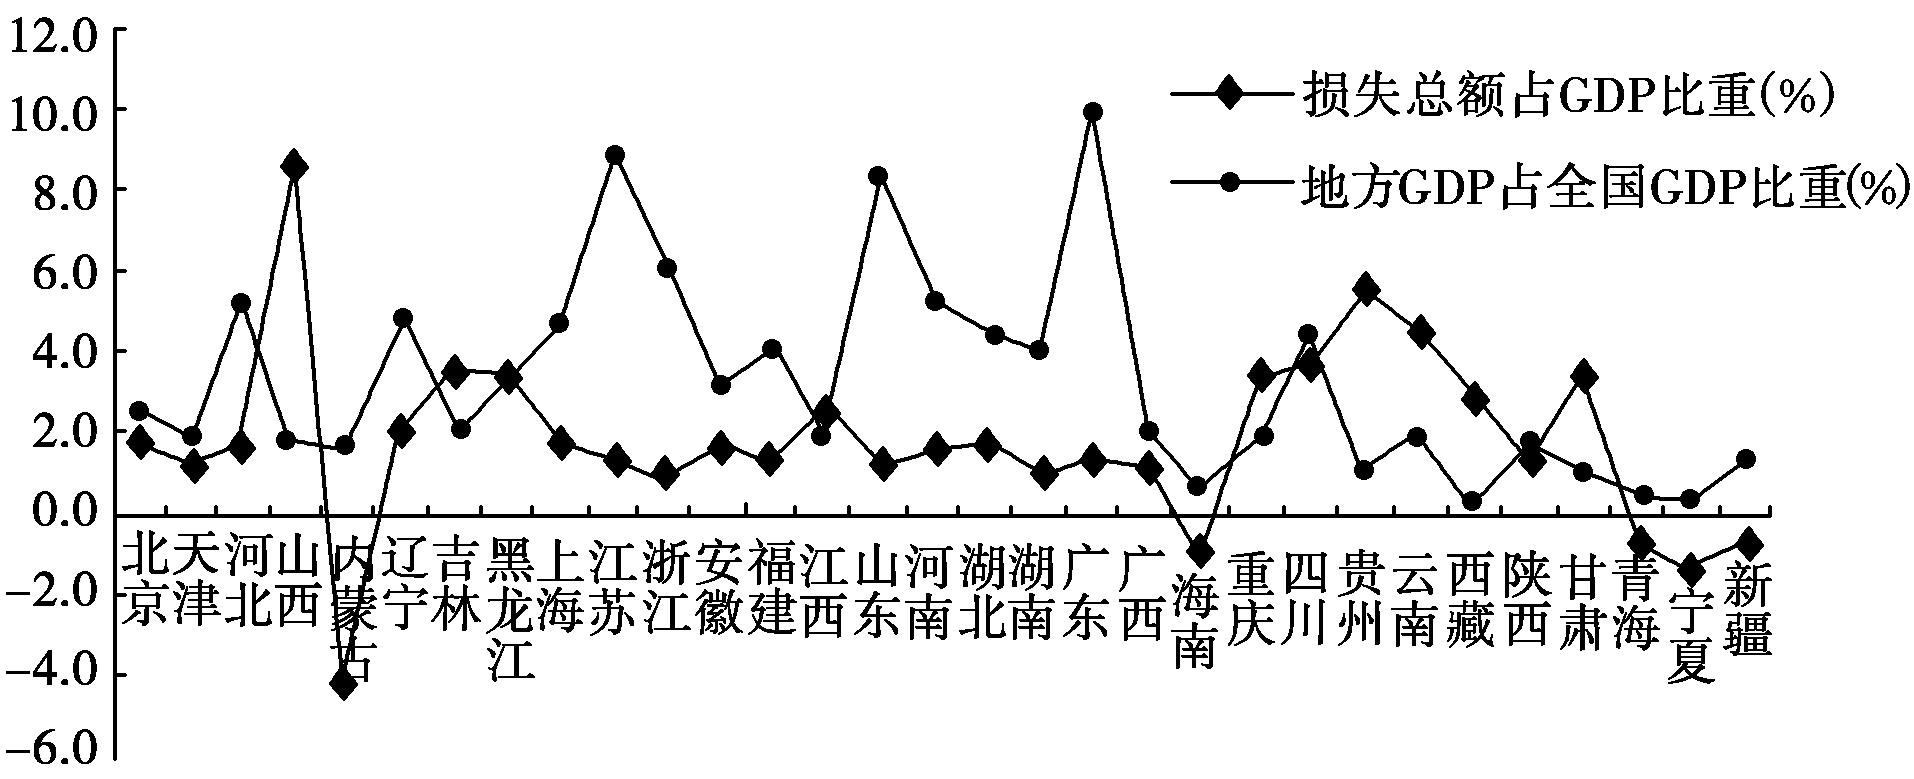 12.0
10.0
8.0
6.0
4.0
2.0
0.0
-2.0
-4.0
-6.0
损失总额占GDP比重(%)
地方GDP占全国GDP比重(%)
北京
天津
河北
山西
内蒙古
辽宁
吉林
黑龙江
上海
江苏
浙江
安徽
福建
江西
山东
河南
湖北
湖南
广东
广西
海南
重庆
四川
贵州
云南
西藏
陕西
甘肃
青海
宁夏
新疆